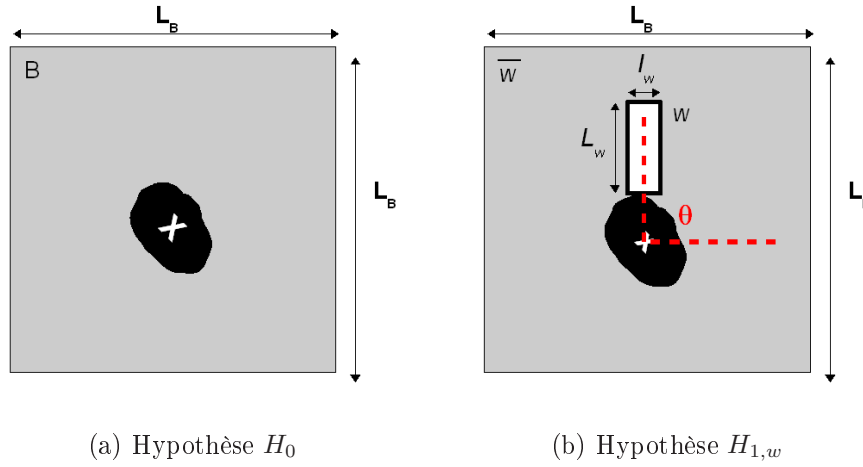 L_B
B
L_B
(a) Hypothèse H_0
L_B
W̅
l_w
W
L_w
θ
L
(b) Hypothèse H_{1,w}